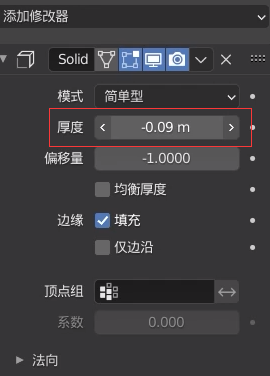 添加修改器
Solid
模式 简单型
厚度 -0.09 m
偏移量 -1.0000
均衡厚度
边缘 填充
仅边沿
顶点组
系数 0.000
法向